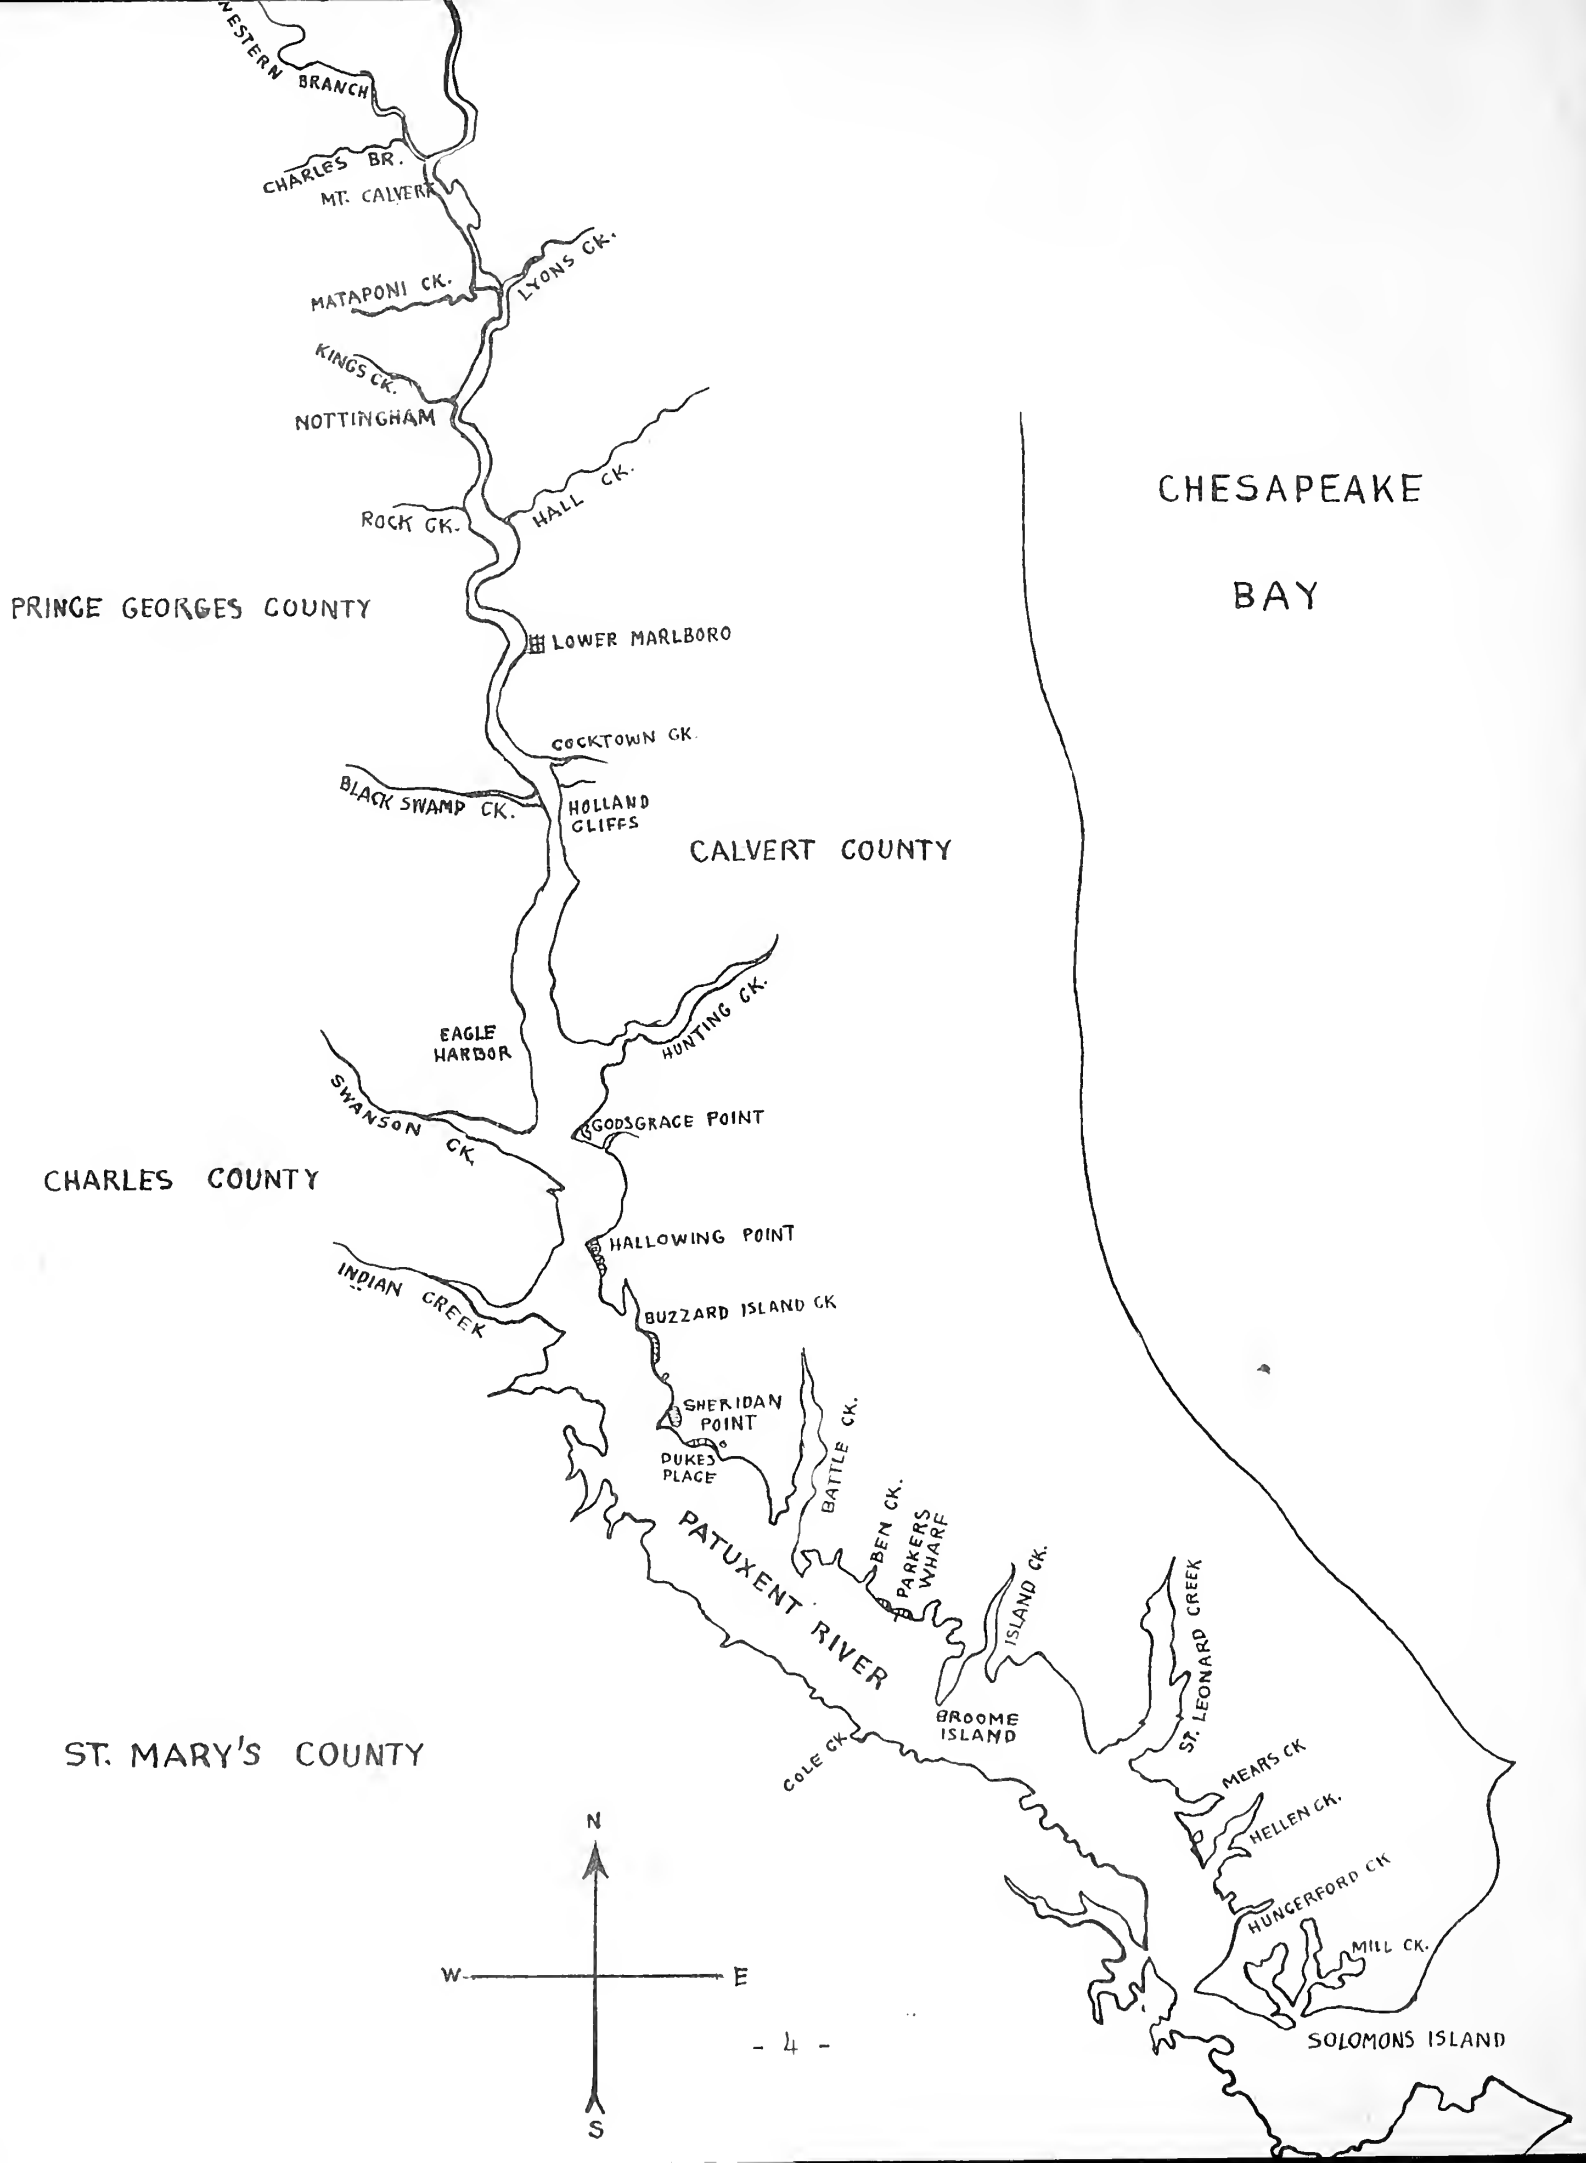 WESTERN BRANCH
CHARLES BR.
MT. CALVERT
LYONS CK.
MATAPONI CK.
KINGS CK.
NOTTINGHAM
HALL CK.
ROCK CK.
CHESAPEAKE
BAY
PRINCE GEORGES COUNTY
LOWER MARLBORO
COCKTOWN CK.
BLACK SWAMP CK.
HOLLAND
CLIFFS
CALVERT COUNTY
HUNTING CK.
EAGLE
HARBOR
SWANSON CK.
GODSGRACE POINT
CHARLES COUNTY
HALLOWING POINT
INDIAN CREEK
BUZZARD ISLAND CK
SHERIDAN
POINT
DUKES
PLACE
BATTLE CK.
BEN CK.
PARKERS
WHARF
PATUXENT RIVER
ISLAND CK.
ST. LEONARD CREEK
BROOME
ISLAND
ST. MARY'S COUNTY
COLE CK
MEARS CK
HELLEN CK.
HUNGERFORD CK
MILL CK.
N
W
E
S
SOLOMONS ISLAND
- 4 -